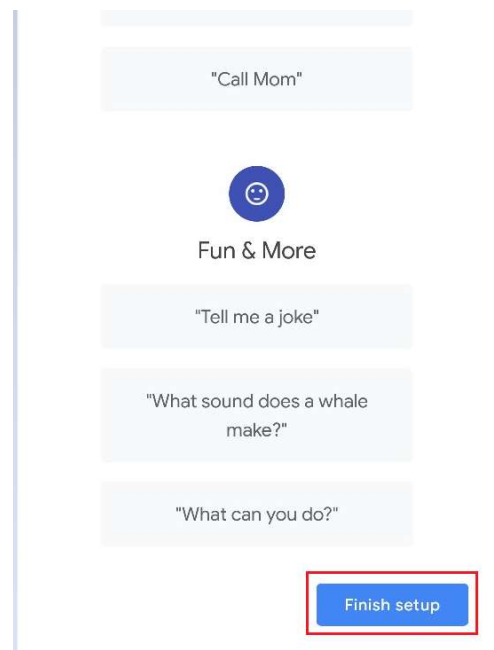 "Call Mom"
Fun & More
"Tell me a joke"
"What sound does a whale
make?"
"What can you do?"
Finish setup